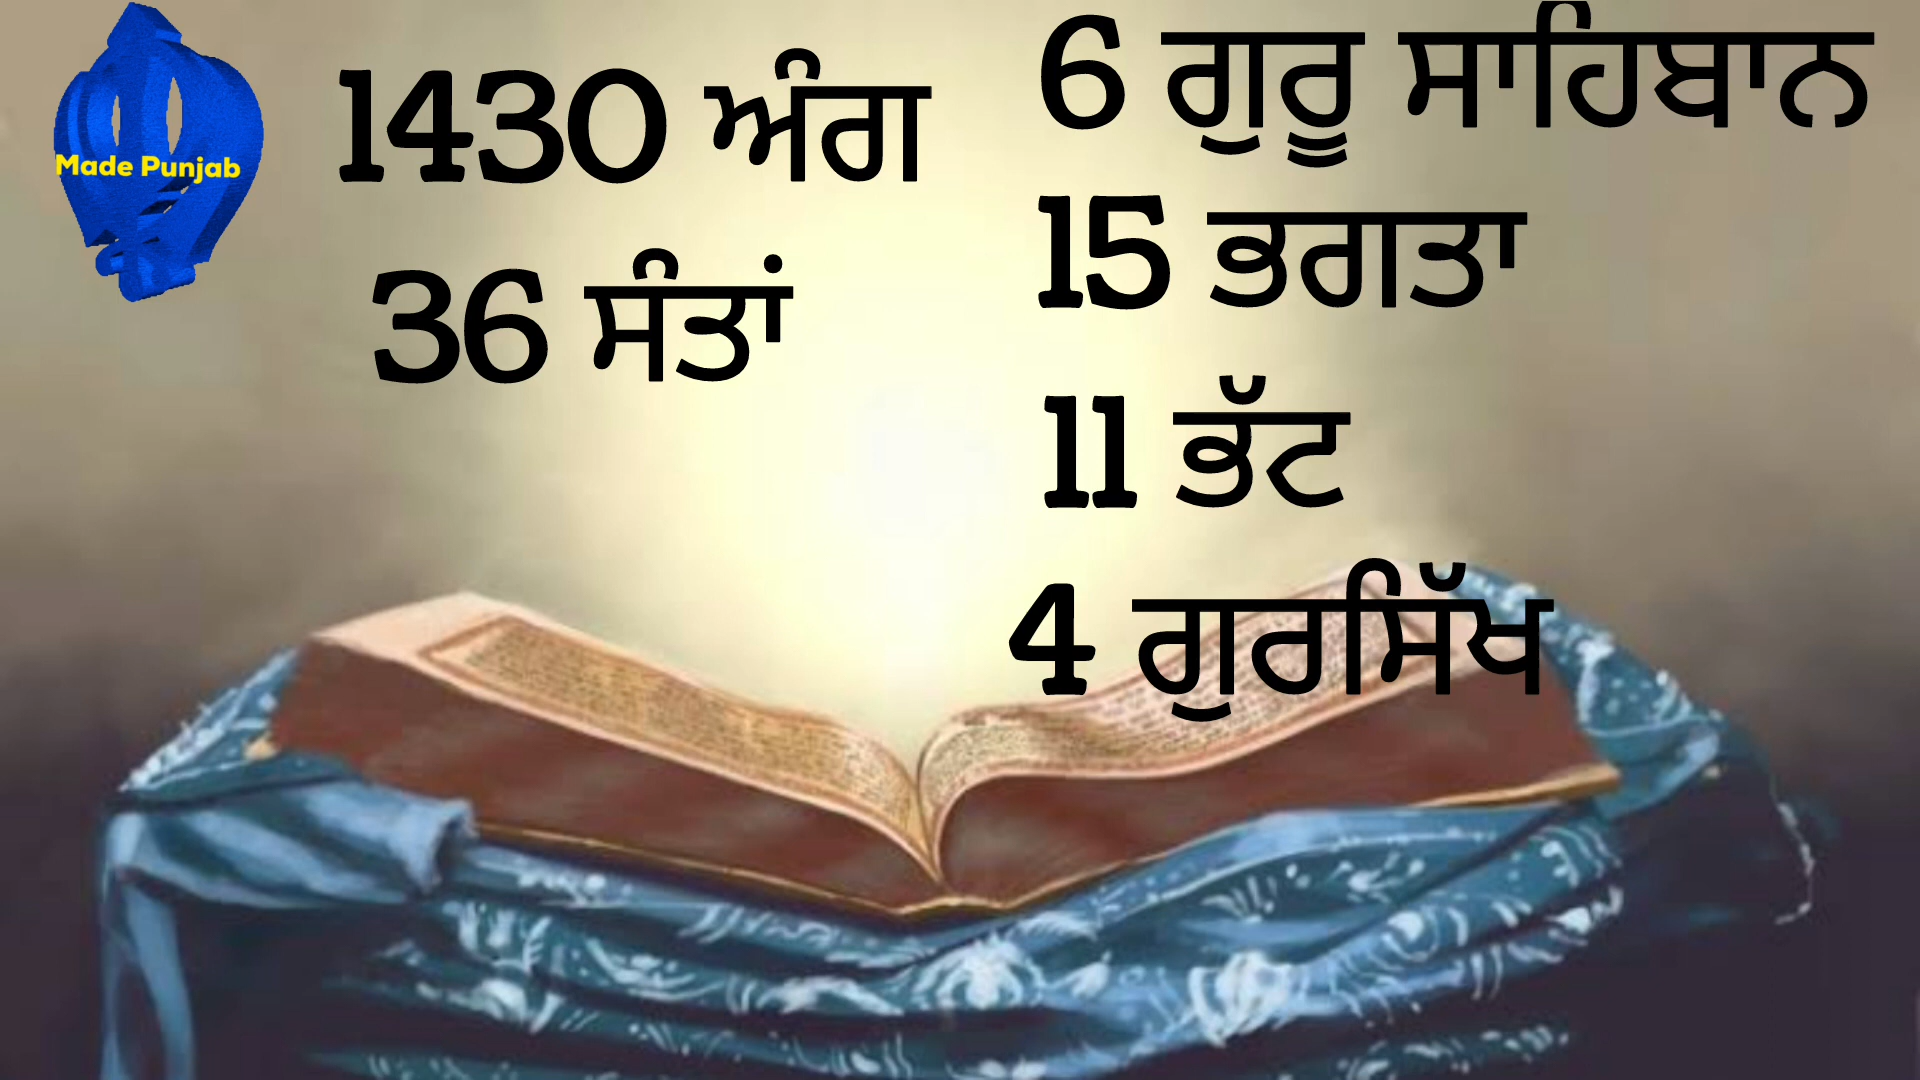 Made Punjab
1430 ਅੰਗ
36 ਸੰਤਾਂ
6 ਗੁਰੂ ਸਾਹਿਬਾਨ
15 ਭਗਤਾ
11 ਭੱਟ
4 ਗੁਰਸਿੱਖ